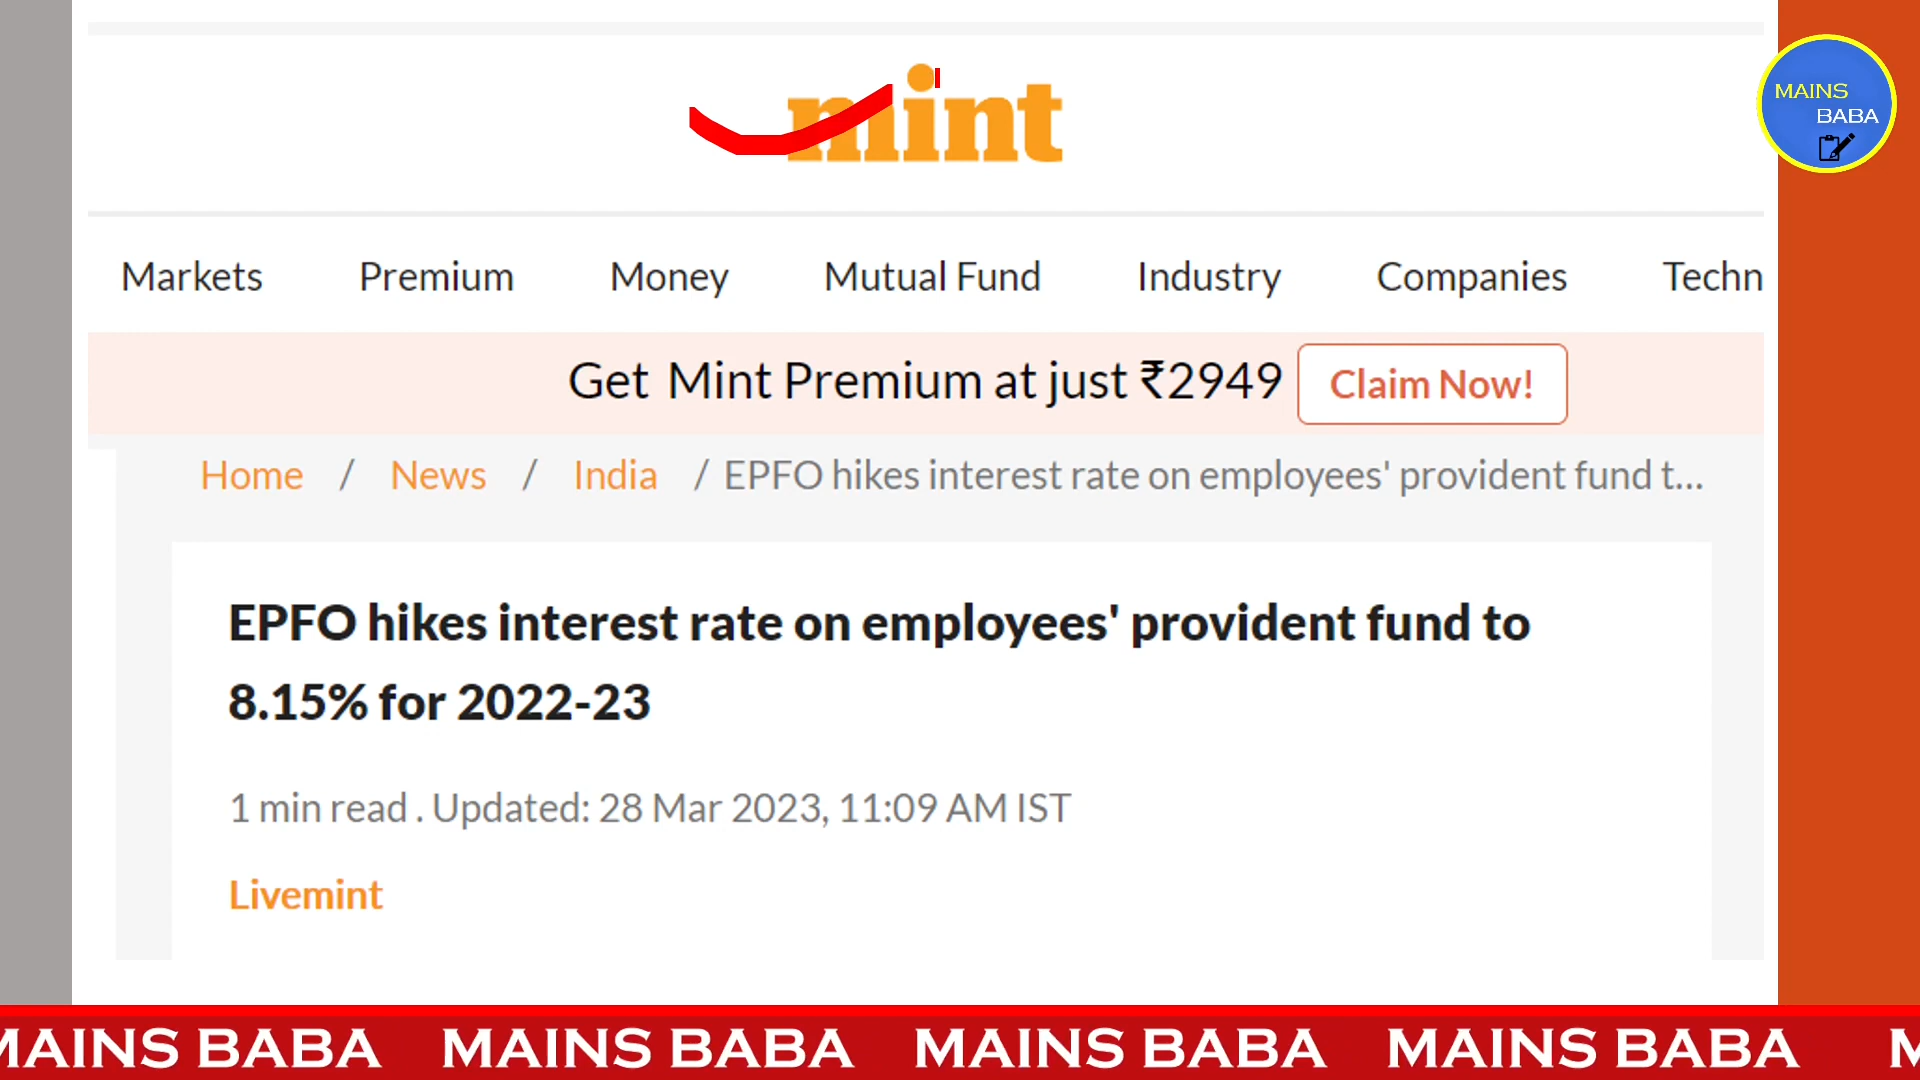 mint
MAINS
BABA
Markets Premium Money Mutual Fund Industry Companies Techn
Get Mint Premium at just ₹2949 Claim Now!
Home / News / India / EPFO hikes interest rate on employees' provident fund t...
EPFO hikes interest rate on employees' provident fund to
8.15% for 2022-23
1 min read . Updated: 28 Mar 2023, 11:09 AM IST
Livemint
MAINS BABA MAINS BABA MAINS BABA MAINS BABA M